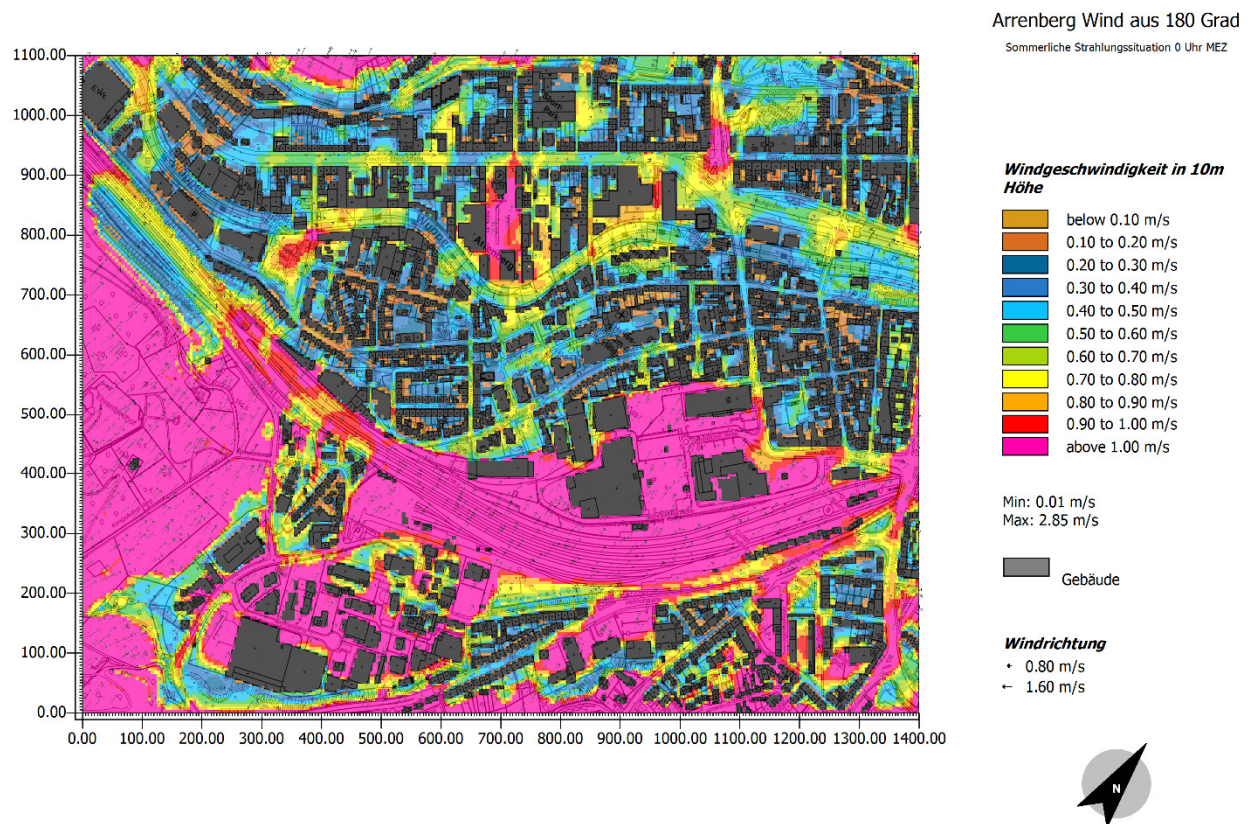 Arrenberg Wind aus 180 Grad
Sommerliche Strahlungssituation 0 Uhr MEZ
1100.00
1000.00
900.00
800.00
700.00
600.00
500.00
400.00
300.00
200.00
100.00
0.00
0.00 100.00 200.00 300.00 400.00 500.00 600.00 700.00 800.00 900.00 1000.00 1100.00 1200.00 1300.00 1400.00
E.W.
Sport-
Park
Arrenberg
Windgeschwindigkeit in 10m
Höhe
below 0.10 m/s
0.10 to 0.20 m/s
0.20 to 0.30 m/s
0.30 to 0.40 m/s
0.40 to 0.50 m/s
0.50 to 0.60 m/s
0.60 to 0.70 m/s
0.70 to 0.80 m/s
0.80 to 0.90 m/s
0.90 to 1.00 m/s
above 1.00 m/s
Min: 0.01 m/s
Max: 2.85 m/s
Gebäude
Windrichtung
0.80 m/s
1.60 m/s
N